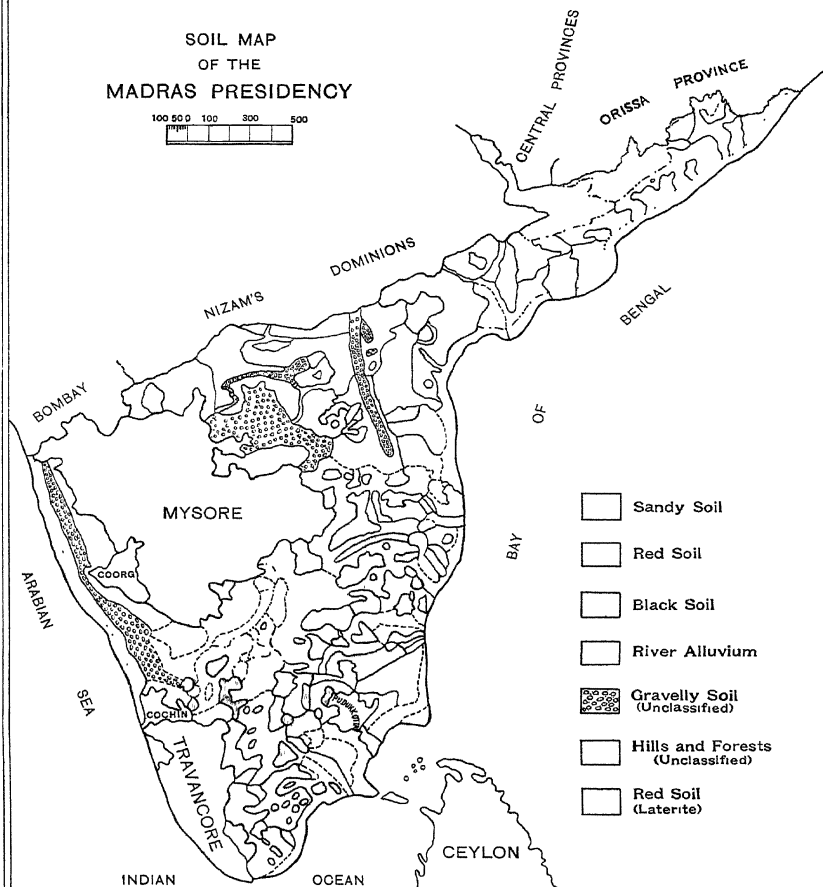 SOIL MAP
OF THE
MADRAS PRESIDENCY
100 50 0 100 300 500
CENTRAL PROVINCES
ORISSA PROVINCE
NIZAM'S DOMINIONS
BOMBAY
BAY OF BENGAL
MYSORE
COORG
ARABIAN SEA
COCHIN
PUDUKKOTAI
TRAVANCORE
CEYLON
INDIAN OCEAN
Sandy Soil
Red Soil
Black Soil
River Alluvium
Gravelly Soil
(Unclassified)
Hills and Forests
(Unclassified)
Red Soil
(Laterite)